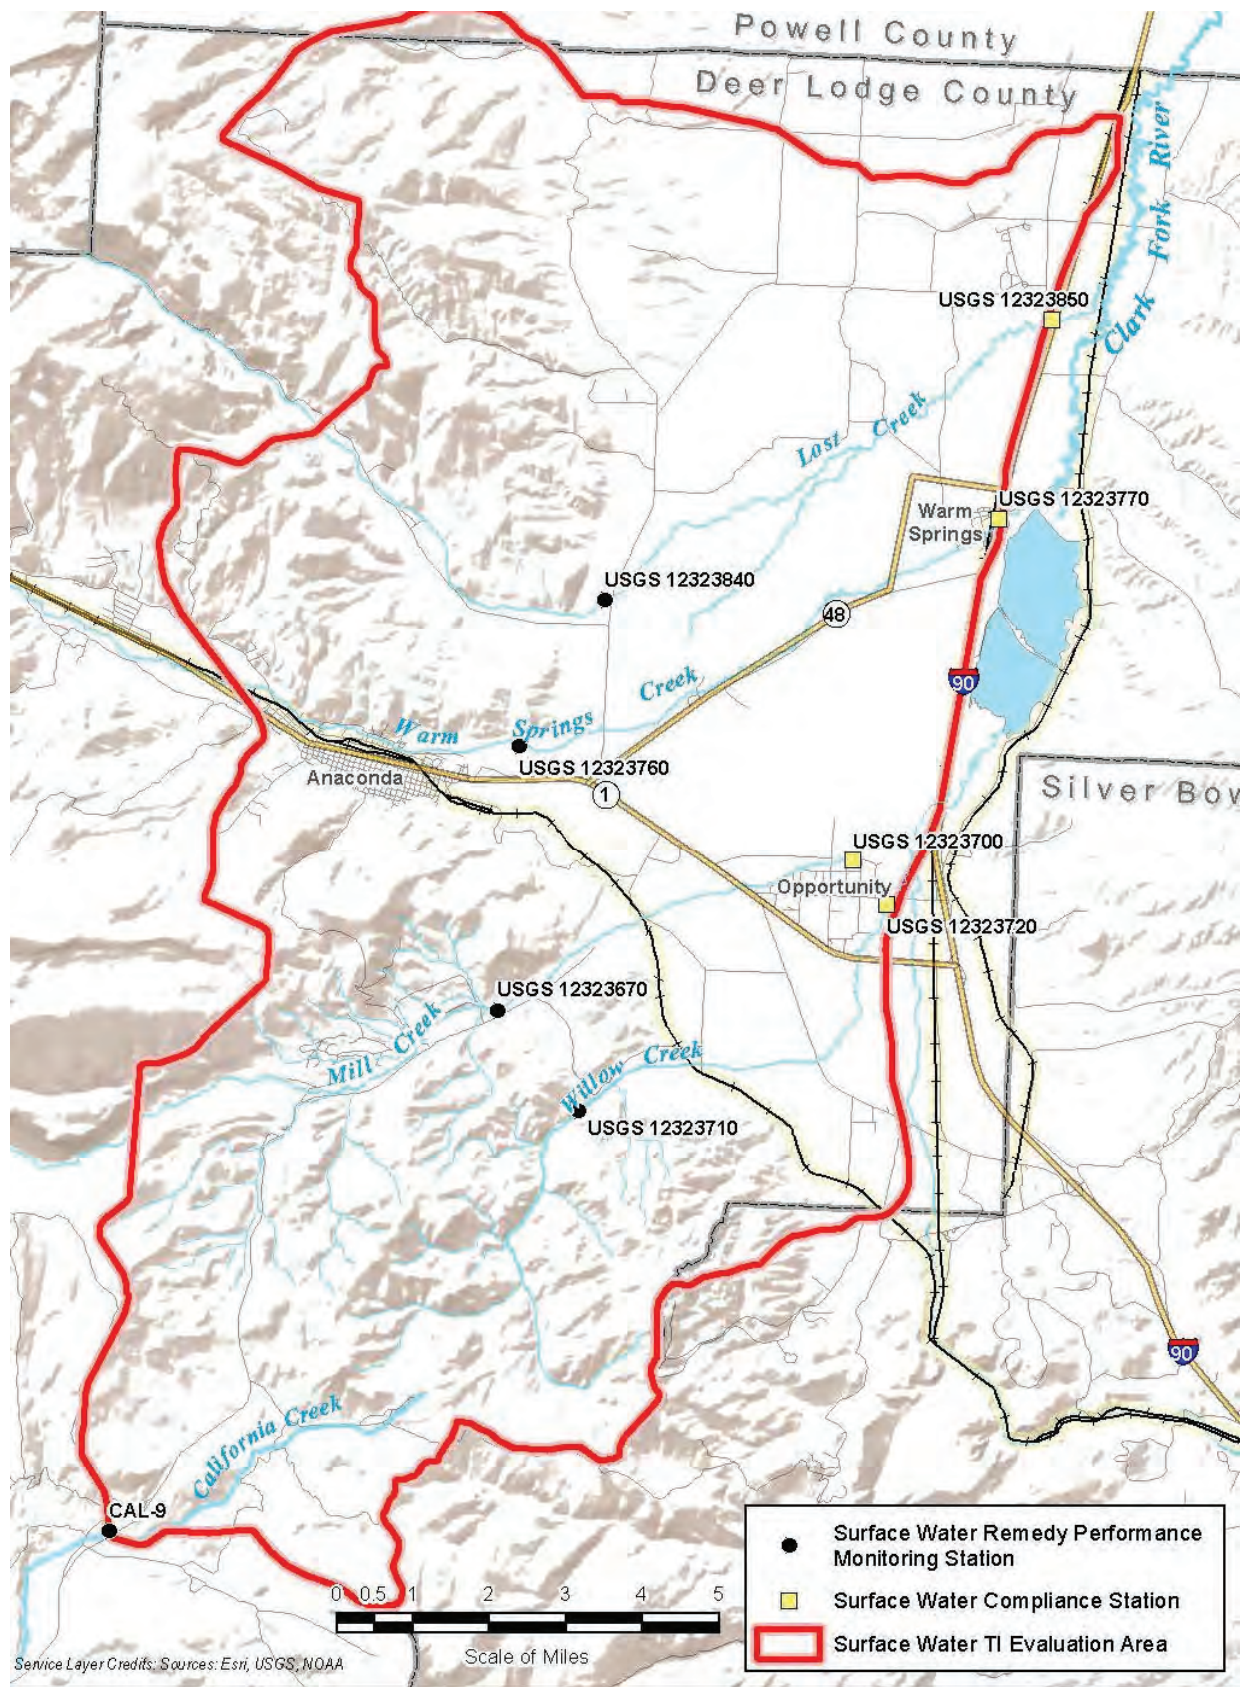 Powell County
Deer Lodge County
Clark Fork River
USGS 12323850
Lost Creek
USGS 12323770
Warm
Springs
USGS 12323840
48
90
Warm Springs Creek
USGS 12323760
Anaconda
1
Silver Bow
USGS 12323700
Opportunity
USGS 12323720
USGS 12323670
Mill Creek
Willow Creek
USGS 12323710
90
California Creek
CAL-9
Surface Water Remedy Performance
Monitoring Station
Surface Water Compliance Station
Surface Water TI Evaluation Area
0 0.5 1 2 3 4 5
Scale of Miles
Service Layer Credits: Sources: Esri, USGS, NOAA